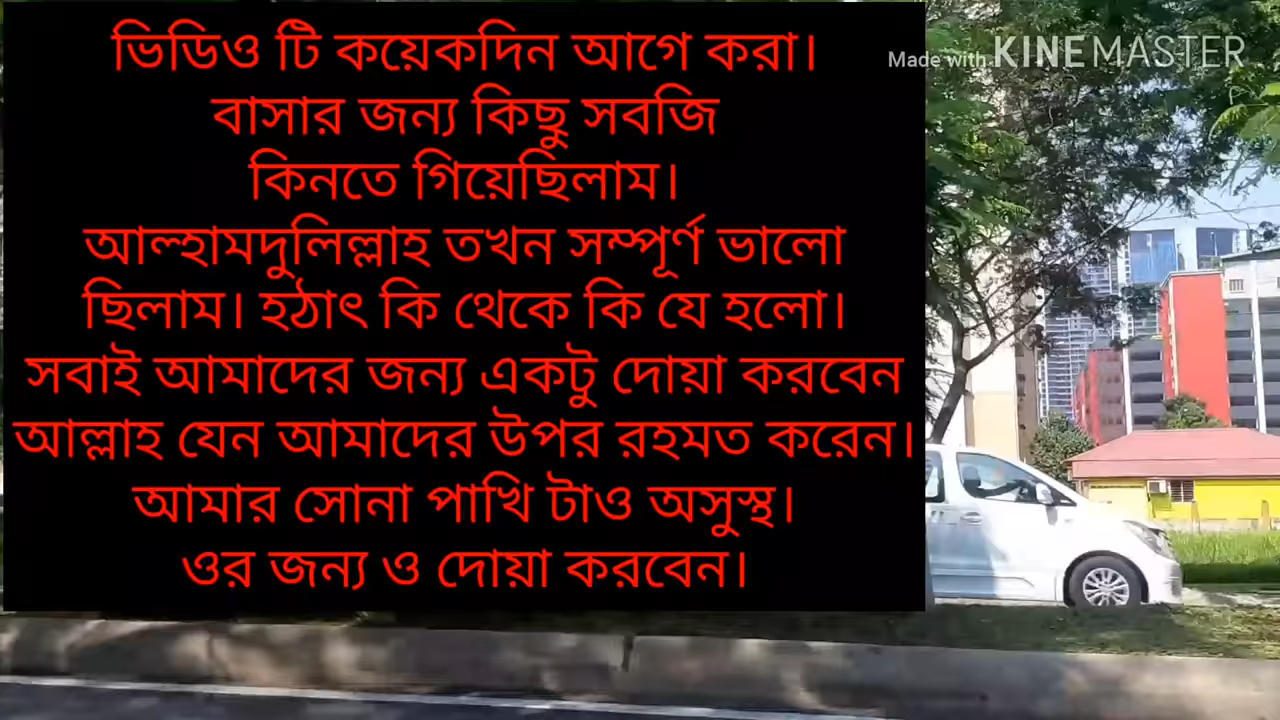 ভিডিও টি কয়েকদিন আগে করা।
বাসার জন্য কিছু সবজি
কিনতে গিয়েছিলাম।
আল্হামদুলিল্লাহ তখন সম্পূর্ণ ভালো
ছিলাম। হঠাৎ কি থেকে কি যে হলো।
সবাই আমাদের জন্য একটু দোয়া করবেন
আল্লাহ যেন আমাদের উপর রহমত করেন।
আমার সোনা পাখি টাও অসুস্থ।
ওর জন্য ও দোয়া করবেন।
Made with KINEMASTER